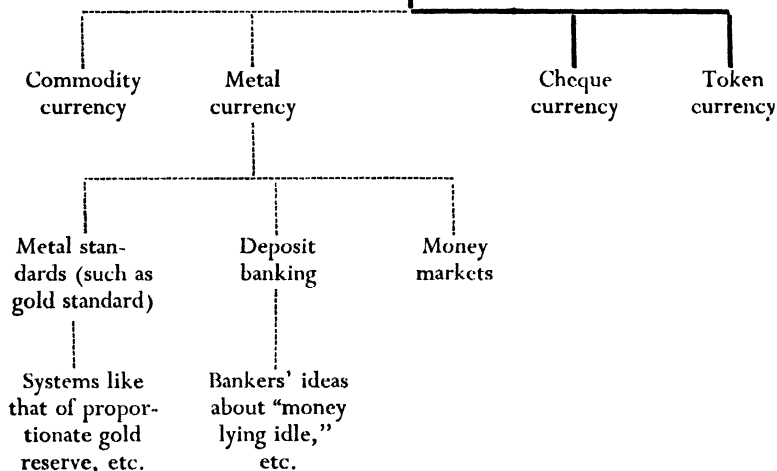 Commodity
currency
Metal
currency
Cheque
currency
Token
currency
Metal stan-
dards (such as
gold standard)
Deposit
banking
Money
markets
Systems like
that of propor-
tionate gold
reserve, etc.
Bankers' ideas
about “money
lying idle,”
etc.